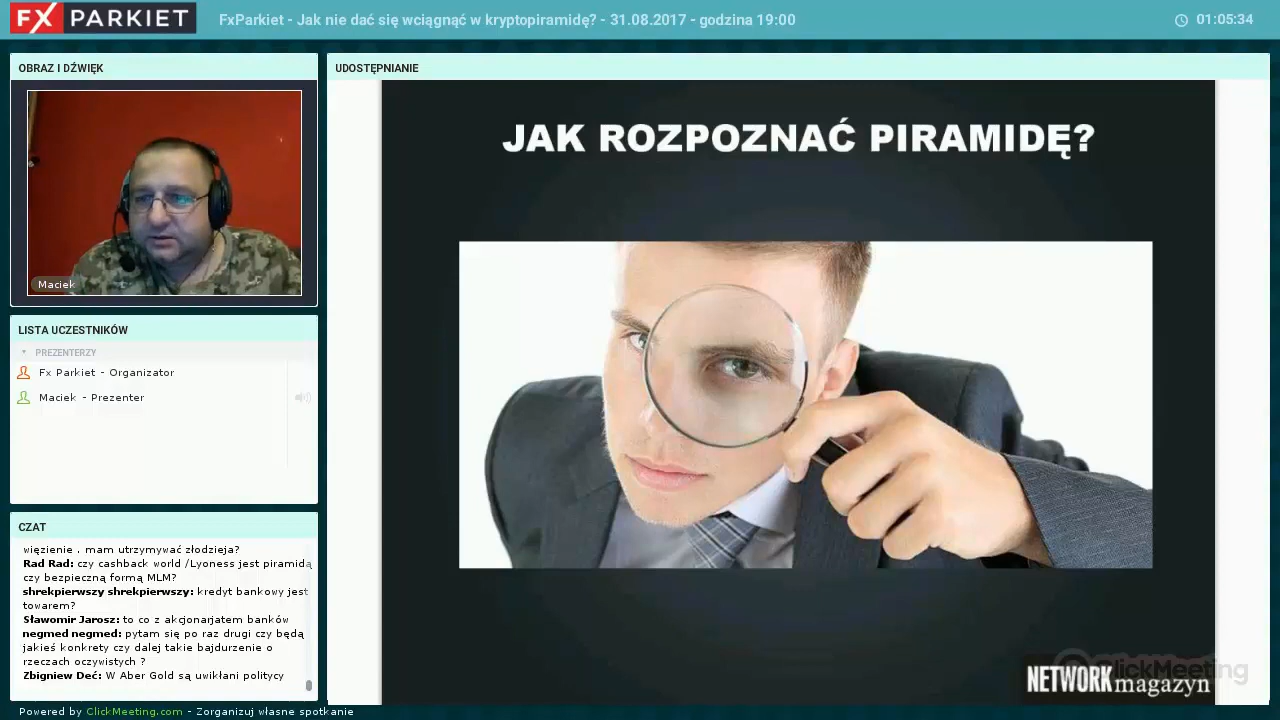 FX PARKIET
FxParkiet - Jak nie dać się wciągnąć w kryptopiramidę? - 31.08.2017 - godzina 19:00
01:05:34
OBRAZ I DŹWIĘK
Maciek
LISTA UCZESTNIKÓW
PREZENTERZY
Fx Parkiet - Organizator
Maciek - Prezenter
CZAT
więzienie . mam utrzymywać złodzieja?
Rad Rad: czy cashback world /Lyoness jest piramidą
czy bezpieczną formą MLM?
shrekpierwszy shrekpierwszy: kredyt bankowy jest
towarem?
Sławomir Jarosz: to co z akcjonarjatem banków
negmed negmed: pytam się po raz drugi czy będą
jakieś konkrety czy dalej takie bajdurzenie o
rzeczach oczywistych ?
Zbigniew Deć: W Aber Gold są uwikłani politycy
UDOSTĘPNIANIE
JAK ROZPOZNAĆ PIRAMIDĘ?
ClickMeeting
NETWORK magazyn
Powered by ClickMeeting.com - Zorganizuj własne spotkanie